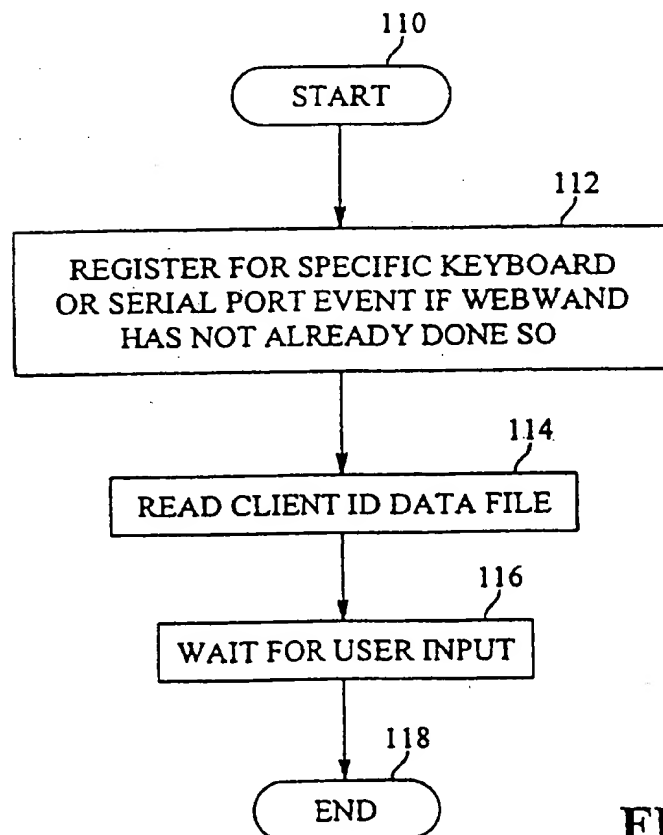 110
START
112
REGISTER FOR SPECIFIC KEYBOARD
OR SERIAL PORT EVENT IF WEBWAND
HAS NOT ALREADY DONE SO
114
READ CLIENT ID DATA FILE
116
WAIT FOR USER INPUT
118
END